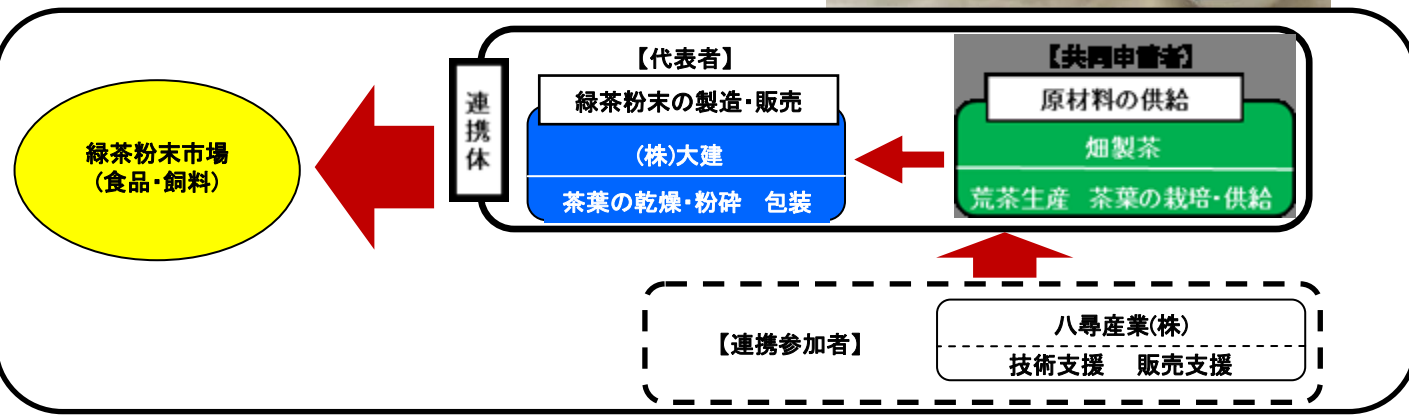 【代表者】
緑茶粉末の製造・販売
(株)大建
茶葉の乾燥・粉砕 包装
【共同申請者】
原材料の供給
畑製茶
荒茶生産 茶葉の栽培・供給
連携体
緑茶粉末市場
(食品・飼料)
【連携参加者】
八尋産業(株)
技術支援 販売支援